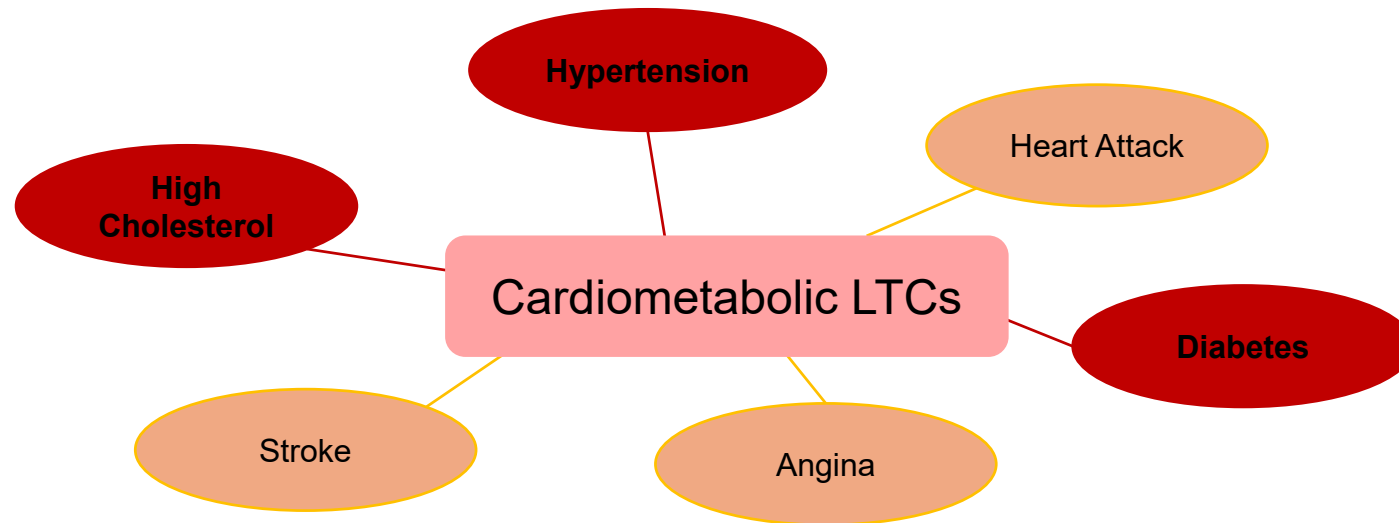 Hypertension
Heart Attack
High
Cholesterol
Cardiometabolic LTCs
Diabetes
Stroke
Angina